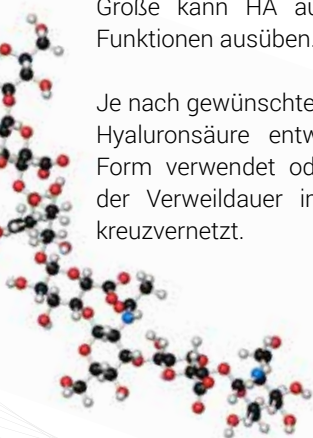 Größe kann HA au
Funktionen ausüben.
Je nach gewünschte
Hyaluronsäure entw
Form verwendet od
der Verweildauer in
kreuzvernetzt.